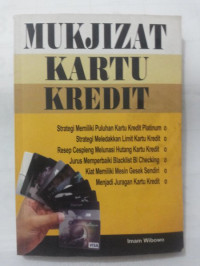 MUKJIZAT
KARTU
KREDIT
Strategi Memiliki Puluhan Kartu Kredit Platinum
Strategi Meledakkan Limit Kartu Kredit
Resep Cespleng Melunasi Hutang Kartu Kredit
Jurus Memperbaiki Blacklist BI Checking
Kiat Memiliki Mesin Gesek Sendiri
Menjadi Juragan Kartu Kredit
Imam Wibowo